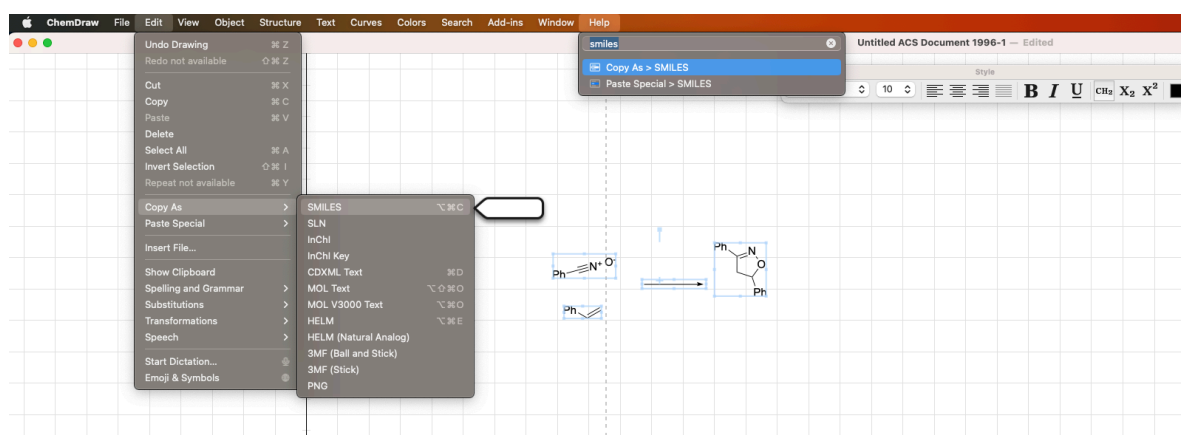 ChemDraw File Edit View Object Structure Text Curves Colors Search Add-ins Window Help
Untitled ACS Document 1996-1 — Edited
smiles
Copy As > SMILES
Paste Special > SMILES
Style
10 B I U CH₂ X₂ X²
Undo Drawing ⌘ Z
Redo not available ⇧ ⌘ Z
Cut ⌘ X
Copy ⌘ C
Paste ⌘ V
Delete
Select All ⌘ A
Invert Selection ⇧ ⌘ I
Repeat not available ⌘ Y
Copy As >
Paste Special >
Insert File...
Show Clipboard
Spelling and Grammar >
Substitutions >
Transformations >
Speech >
Start Dictation...
Emoji & Symbols
SMILES ⌥ ⌘ C
SLN
InChI
InChI Key
CDXML Text ⌘ D
MOL Text ⌥ ⇧ ⌘ O
MOL V3000 Text ⌥ ⌘ O
HELM ⌥ ⌘ E
HELM (Natural Analog)
3MF (Ball and Stick)
3MF (Stick)
PNG
Ph N⁺ O⁻
Ph
Ph N
O
Ph